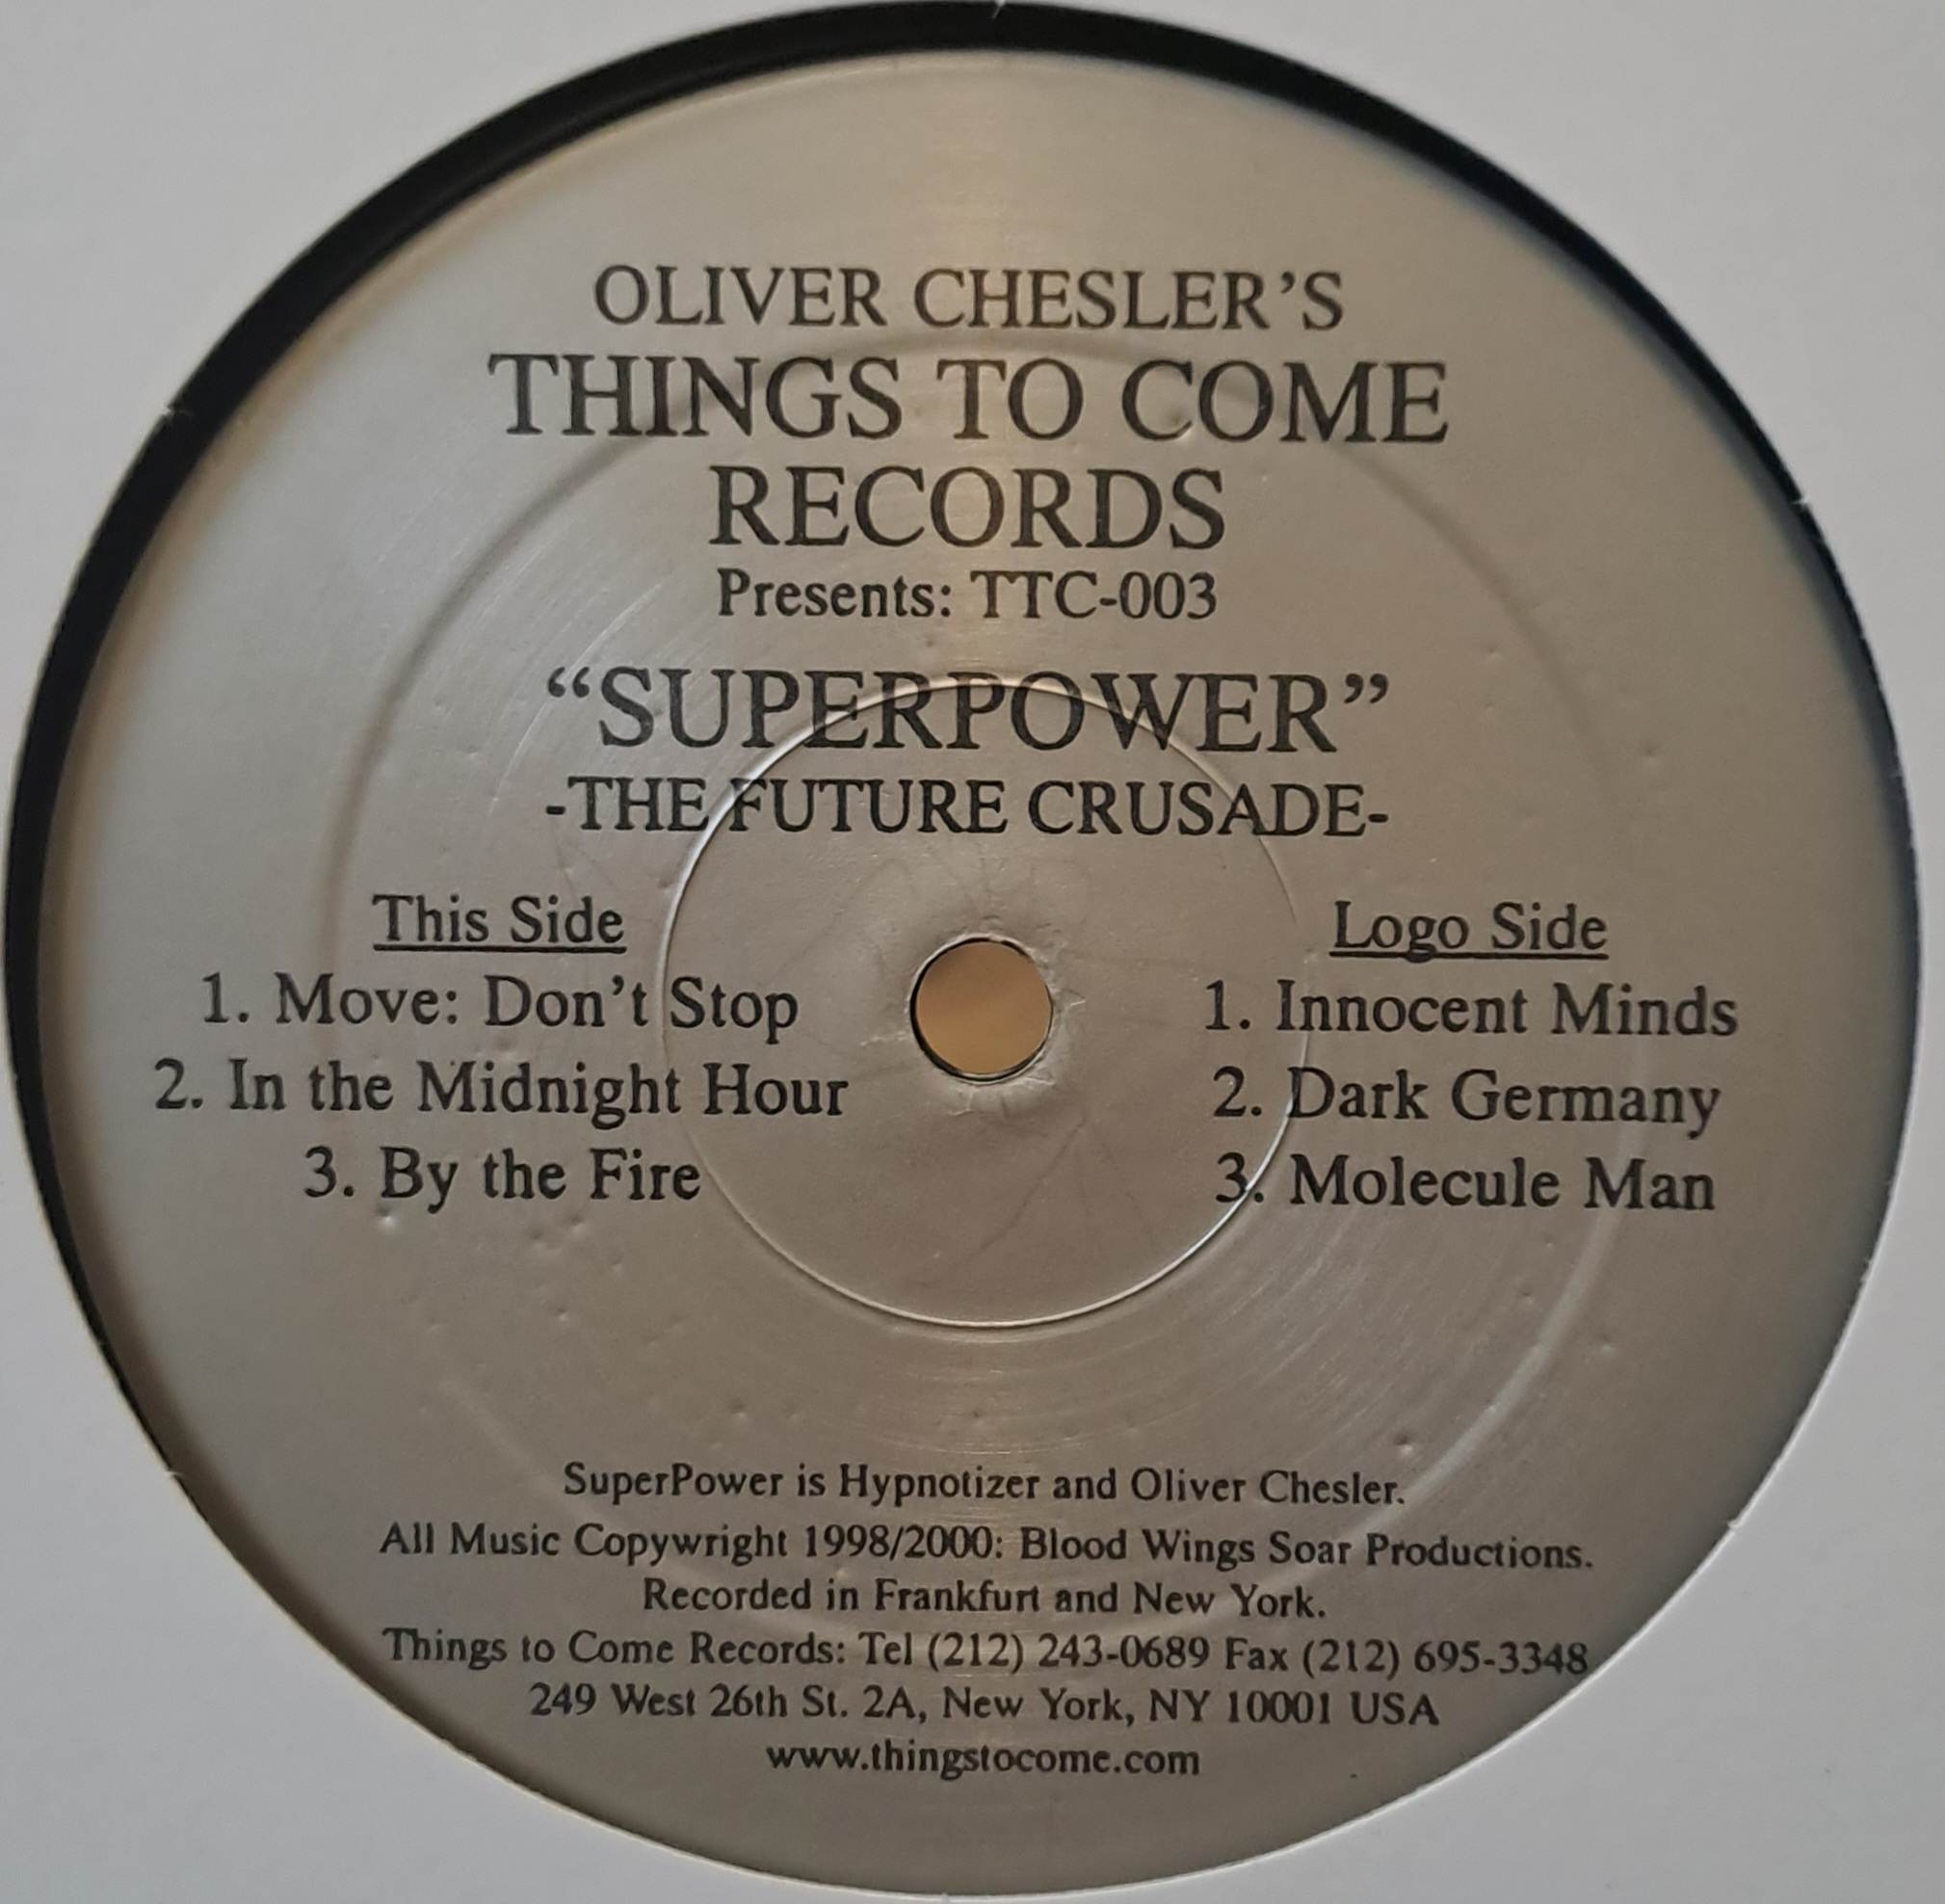 OLIVER CHESLER’S
THINGS TO COME
RECORDS
Presents: TTC-003
“SUPERPOWER”
-THE FUTURE CRUSADE-
This Side
1. Move: Don’t Stop
2. In the Midnight Hour
3. By the Fire
Logo Side
1. Innocent Minds
2. Dark Germany
3. Molecule Man
SuperPower is Hypnotizer and Oliver Chesler.
All Music Copywright 1998/2000: Blood Wings Soar Productions.
Recorded in Frankfurt and New York.
Things to Come Records: Tel (212) 243-0689 Fax (212) 695-3348
249 West 26th St. 2A, New York, NY 10001 USA
www.thingstocome.com